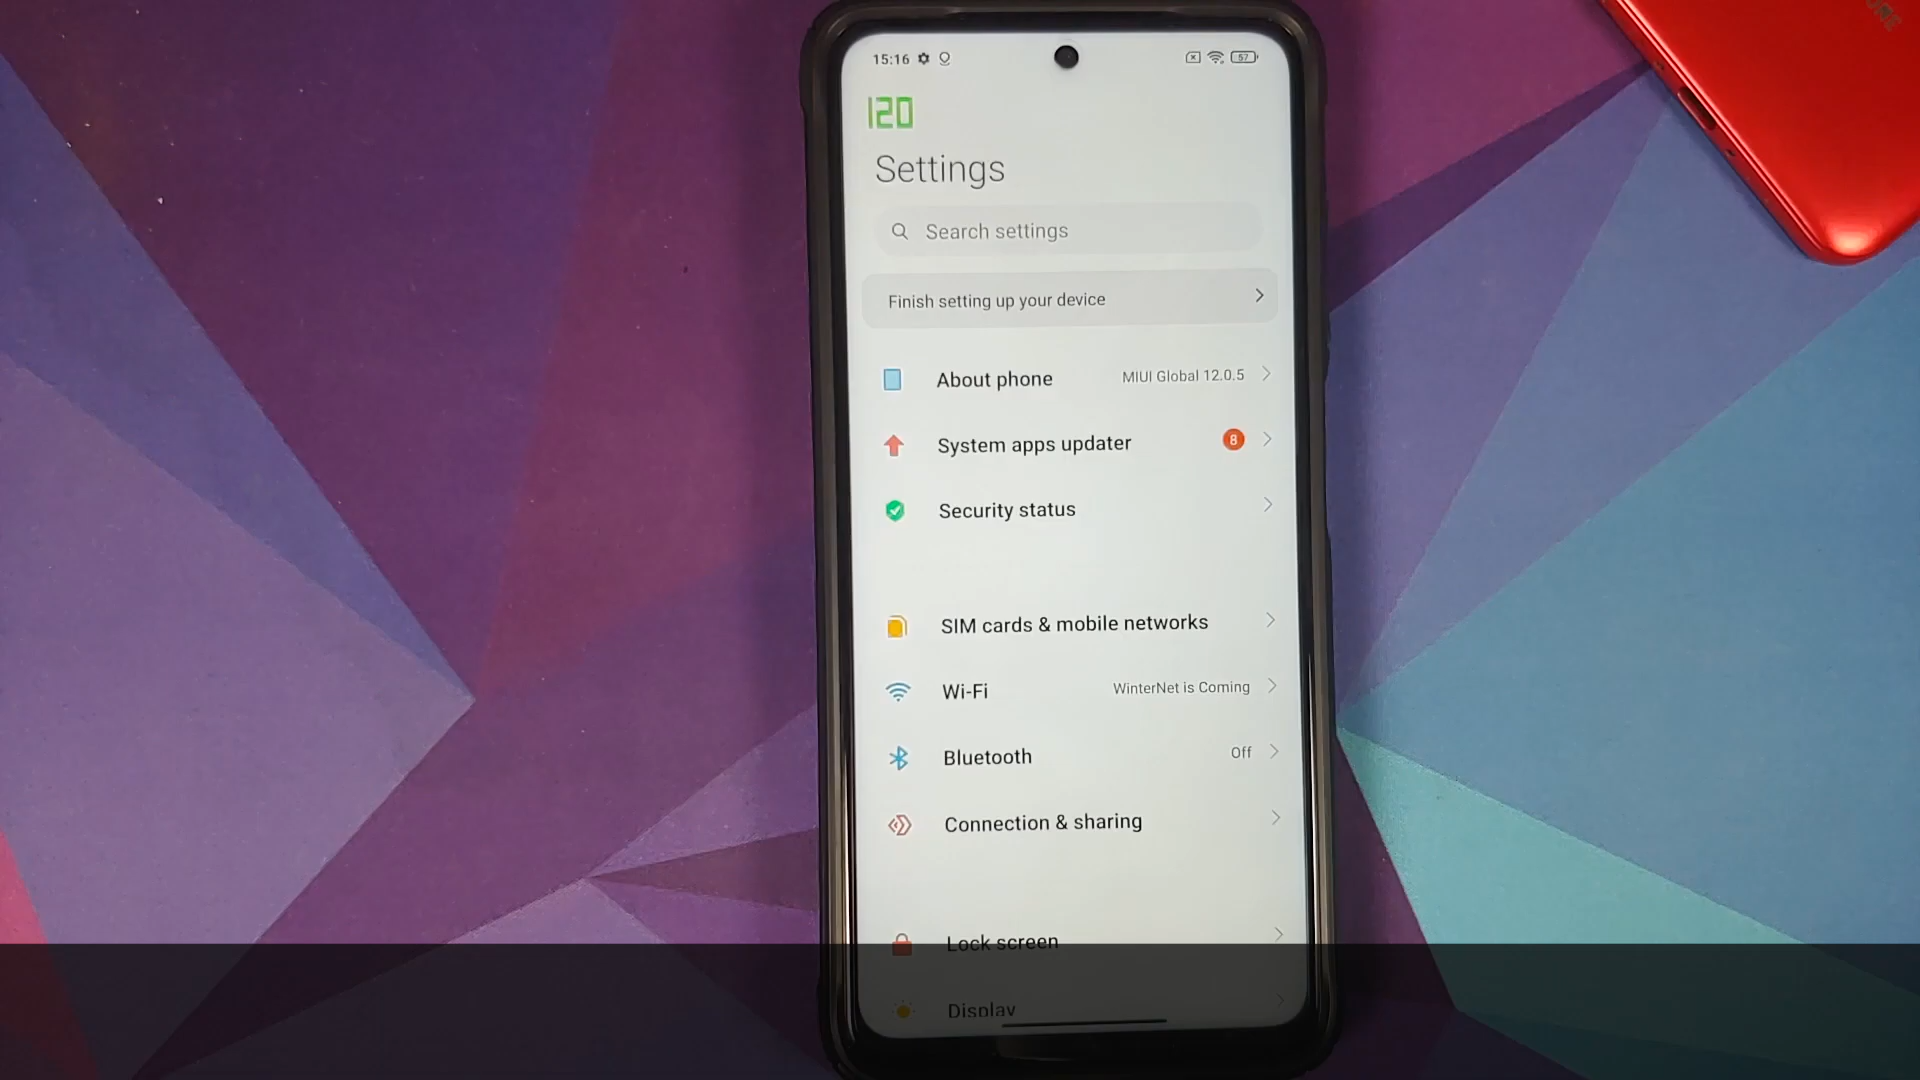 15:16
57
120
Settings
Search settings
Finish setting up your device
About phone
MIUI Global 12.0.5
System apps updater
8
Security status
SIM cards & mobile networks
Wi-Fi
WinterNet is Coming
Bluetooth
Off
Connection & sharing
Lock screen
Display